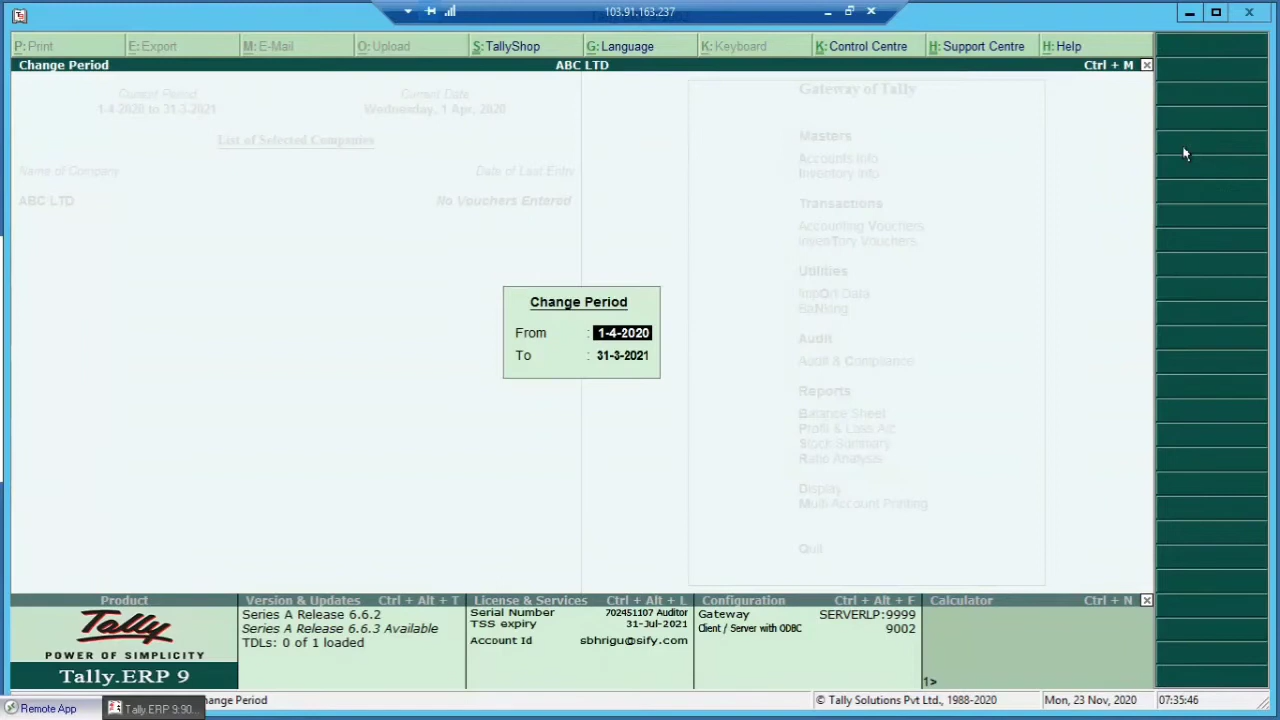 103.91.163.237
P: Print E: Export M: E-Mail O: Upload S: TallyShop G: Language K: Keyboard K: Control Centre H: Support Centre H: Help
Change Period ABC LTD Ctrl + M
Current Period Current Date
1-4-2020 to 31-3-2021 Wednesday, 1 Apr, 2020
List of Selected Companies
Name of Company Date of Last Entry
ABC LTD No Vouchers Entered
Gateway of Tally
Masters
Accounts Info
Inventory Info
Transactions
Accounting Vouchers
InvenTory Vouchers
Utilities
ImpOrt Data
BaNking
Audit
Audit & Compliance
Reports
Balance Sheet
Profit & Loss A/c
Stock Summary
Ratio Analysis
Display
Multi Account Printing
Quit
Change Period
From : 1-4-2020
To : 31-3-2021
Product
Tally
POWER OF SIMPLICITY
Tally.ERP 9
Version & Updates Ctrl + Alt + T
Series A Release 6.6.2
Series A Release 6.6.3 Available
TDLs: 0 of 1 loaded
License & Services Ctrl + Alt + L
Serial Number 702451107 Auditor
TSS expiry 31-Jul-2021
Account Id sbhrigu@sify.com
Configuration Ctrl + Alt + F
Gateway SERVERLP:9999
Client / Server with ODBC 9002
Calculator Ctrl + N
1>
hange Period © Tally Solutions Pvt Ltd., 1988-2020 Mon, 23 Nov, 2020 07:35:46
Remote App Tally.ERP 9:90...